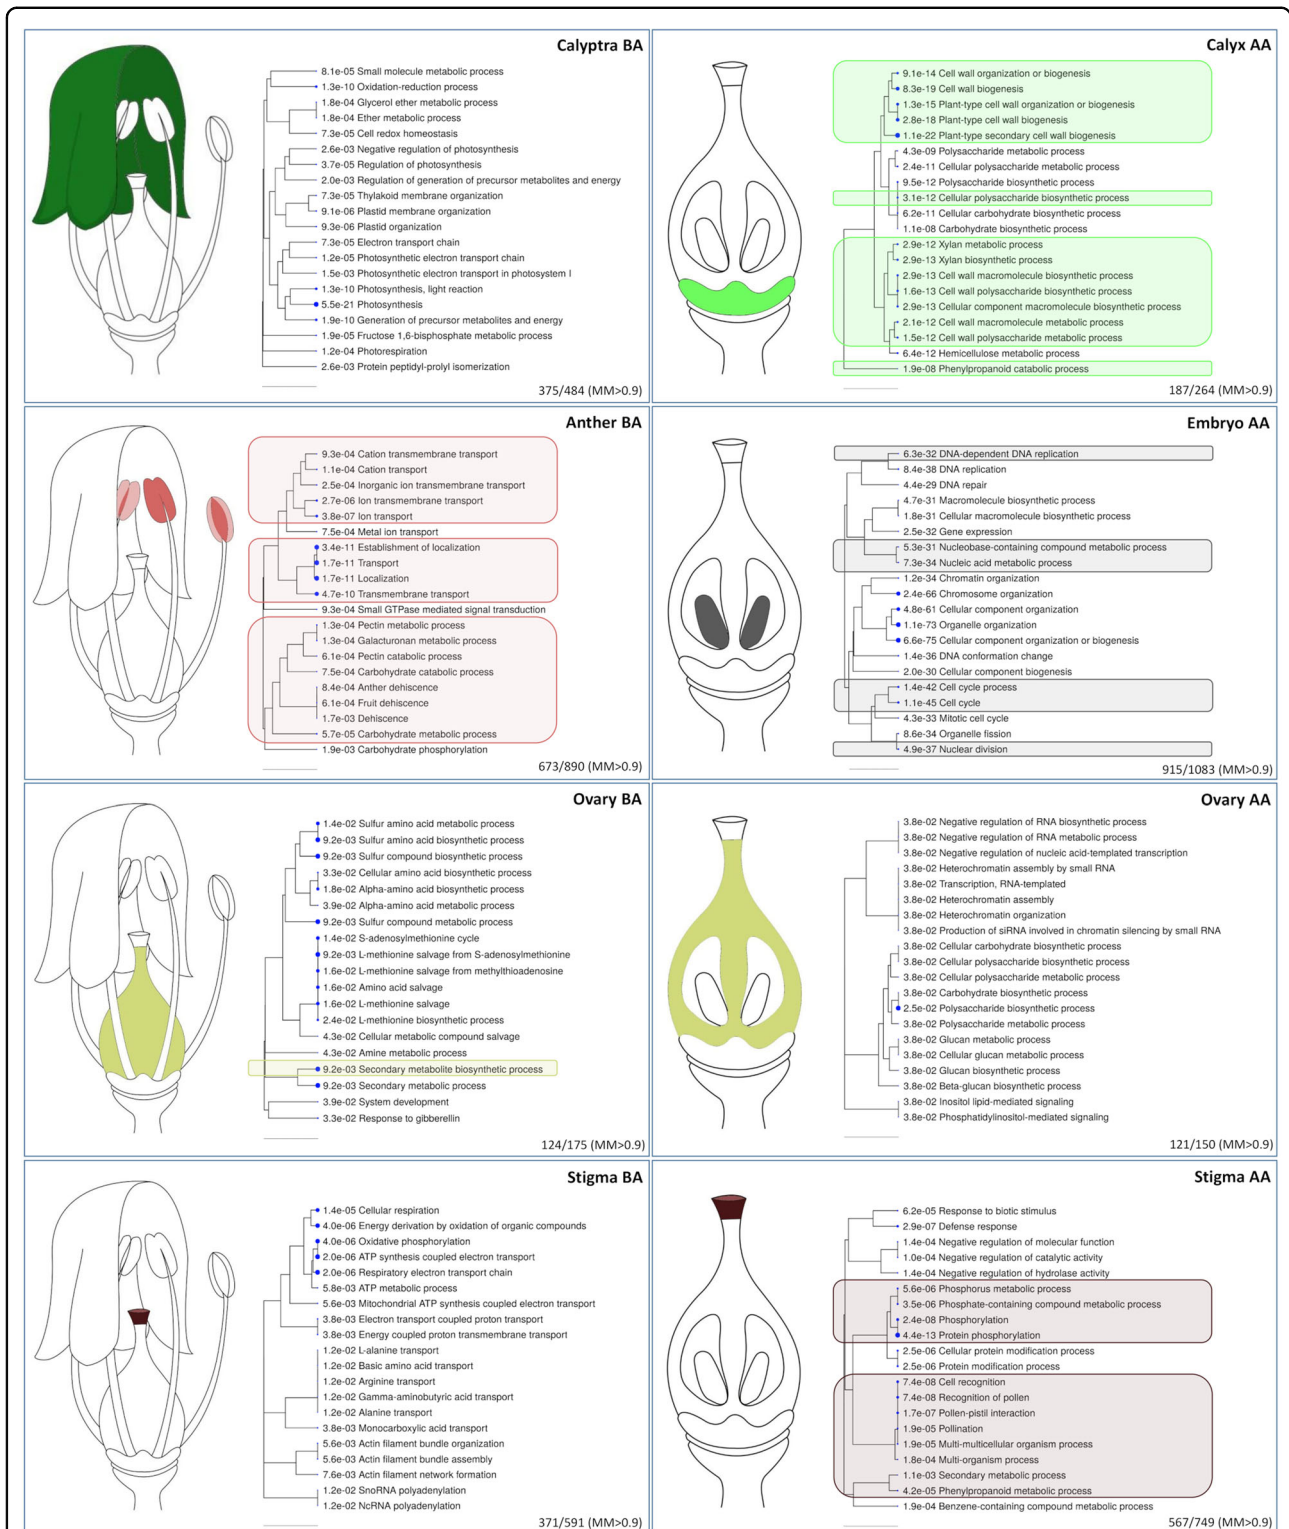 Calyptra BA
8.1e-05 Small molecule metabolic process
1.3e-10 Oxidation-reduction process
1.8e-04 Glycerol ether metabolic process
1.8e-04 Ether metabolic process
7.3e-05 Cell redox homeostasis
2.6e-03 Negative regulation of photosynthesis
3.7e-05 Regulation of photosynthesis
2.0e-03 Regulation of generation of precursor metabolites and energy
7.3e-05 Thylakoid membrane organization
9.1e-06 Plastid membrane organization
9.3e-06 Plastid organization
7.3e-05 Electron transport chain
1.2e-05 Photosynthetic electron transport chain
1.5e-03 Photosynthetic electron transport in photosystem I
1.3e-10 Photosynthesis, light reaction
5.5e-21 Photosynthesis
1.9e-10 Generation of precursor metabolites and energy
1.9e-05 Fructose 1,6-bisphosphate metabolic process
1.2e-04 Photorespiration
2.6e-03 Protein peptidyl-prolyl isomerization
375/484 (MM>0.9)
Calyx AA
9.1e-14 Cell wall organization or biogenesis
8.3e-19 Cell wall biogenesis
1.3e-15 Plant-type cell wall organization or biogenesis
2.8e-18 Plant-type cell wall biogenesis
1.1e-22 Plant-type secondary cell wall biogenesis
4.3e-09 Polysaccharide metabolic process
2.4e-11 Cellular polysaccharide metabolic process
9.5e-12 Polysaccharide biosynthetic process
3.1e-12 Cellular polysaccharide biosynthetic process
6.2e-11 Cellular carbohydrate biosynthetic process
1.1e-08 Carbohydrate biosynthetic process
2.9e-12 Xylan metabolic process
2.9e-13 Xylan biosynthetic process
2.9e-13 Cell wall macromolecule biosynthetic process
1.6e-13 Cell wall polysaccharide biosynthetic process
2.9e-13 Cellular component macromolecule biosynthetic process
2.1e-12 Cell wall macromolecule metabolic process
1.5e-12 Cell wall polysaccharide metabolic process
6.4e-12 Hemicellulose metabolic process
1.9e-08 Phenylpropanoid catabolic process
187/264 (MM>0.9)
Anther BA
9.3e-04 Cation transmembrane transport
1.1e-04 Cation transport
2.5e-04 Inorganic ion transmembrane transport
2.7e-06 Ion transmembrane transport
3.8e-07 Ion transport
7.5e-04 Metal ion transport
3.4e-11 Establishment of localization
1.7e-11 Transport
1.7e-11 Localization
4.7e-10 Transmembrane transport
9.3e-04 Small GTPase mediated signal transduction
1.3e-04 Pectin metabolic process
1.3e-04 Galacturonan metabolic process
6.1e-04 Pectin catabolic process
7.5e-04 Carbohydrate catabolic process
8.4e-04 Anther dehiscence
6.1e-04 Fruit dehiscence
1.7e-03 Dehiscence
5.7e-05 Carbohydrate metabolic process
1.9e-03 Carbohydrate phosphorylation
673/890 (MM>0.9)
Embryo AA
6.3e-32 DNA-dependent DNA replication
8.4e-38 DNA replication
4.4e-29 DNA repair
4.7e-31 Macromolecule biosynthetic process
1.8e-31 Cellular macromolecule biosynthetic process
2.5e-32 Gene expression
5.3e-31 Nucleobase-containing compound metabolic process
7.3e-34 Nucleic acid metabolic process
1.2e-34 Chromatin organization
2.4e-66 Chromosome organization
4.8e-61 Cellular component organization
1.1e-73 Organelle organization
6.6e-75 Cellular component organization or biogenesis
1.4e-36 DNA conformation change
2.0e-30 Cellular component biogenesis
1.4e-42 Cell cycle process
1.1e-45 Cell cycle
4.3e-33 Mitotic cell cycle
8.6e-34 Organelle fission
4.9e-37 Nuclear division
915/1083 (MM>0.9)
Ovary BA
1.4e-02 Sulfur amino acid metabolic process
9.2e-03 Sulfur amino acid biosynthetic process
9.2e-03 Sulfur compound biosynthetic process
3.3e-02 Cellular amino acid biosynthetic process
1.8e-02 Alpha-amino acid biosynthetic process
3.9e-02 Alpha-amino acid metabolic process
9.2e-03 Sulfur compound metabolic process
1.4e-02 S-adenosylmethionine cycle
9.2e-03 L-methionine salvage from S-adenosylmethionine
1.6e-02 L-methionine salvage from methylthioadenosine
1.6e-02 Amino acid salvage
1.6e-02 L-methionine salvage
2.4e-02 L-methionine biosynthetic process
4.3e-02 Cellular metabolic compound salvage
4.3e-02 Amine metabolic process
9.2e-03 Secondary metabolite biosynthetic process
9.2e-03 Secondary metabolic process
3.9e-02 System development
3.3e-02 Response to gibberellin
124/175 (MM>0.9)
Ovary AA
3.8e-02 Negative regulation of RNA biosynthetic process
3.8e-02 Negative regulation of RNA metabolic process
3.8e-02 Negative regulation of nucleic acid-templated transcription
3.8e-02 Heterochromatin assembly by small RNA
3.8e-02 Transcription, RNA-templated
3.8e-02 Heterochromatin assembly
3.8e-02 Heterochromatin organization
3.8e-02 Production of siRNA involved in chromatin silencing by small RNA
3.8e-02 Cellular carbohydrate biosynthetic process
3.8e-02 Cellular polysaccharide biosynthetic process
3.8e-02 Cellular polysaccharide metabolic process
3.8e-02 Carbohydrate biosynthetic process
2.5e-02 Polysaccharide biosynthetic process
3.8e-02 Polysaccharide metabolic process
3.8e-02 Glucan metabolic process
3.8e-02 Cellular glucan metabolic process
3.8e-02 Glucan biosynthetic process
3.8e-02 Beta-glucan biosynthetic process
3.8e-02 Inositol lipid-mediated signaling
3.8e-02 Phosphatidylinositol-mediated signaling
121/150 (MM>0.9)
Stigma BA
1.4e-05 Cellular respiration
4.0e-06 Energy derivation by oxidation of organic compounds
4.0e-06 Oxidative phosphorylation
2.0e-06 ATP synthesis coupled electron transport
2.0e-06 Respiratory electron transport chain
5.8e-03 ATP metabolic process
5.6e-03 Mitochondrial ATP synthesis coupled electron transport
3.8e-03 Electron transport coupled proton transport
3.8e-03 Energy coupled proton transmembrane transport
1.2e-02 L-alanine transport
1.2e-02 Basic amino acid transport
1.2e-02 Arginine transport
1.2e-02 Gamma-aminobutyric acid transport
1.2e-02 Alanine transport
3.8e-03 Monocarboxylic acid transport
5.6e-03 Actin filament bundle organization
5.6e-03 Actin filament bundle assembly
7.6e-03 Actin filament network formation
1.2e-02 SnoRNA polyadenylation
1.2e-02 NcRNA polyadenylation
371/591 (MM>0.9)
Stigma AA
6.2e-05 Response to biotic stimulus
2.9e-07 Defense response
1.4e-04 Negative regulation of molecular function
1.0e-04 Negative regulation of catalytic activity
1.4e-04 Negative regulation of hydrolase activity
5.6e-06 Phosphorus metabolic process
3.5e-06 Phosphate-containing compound metabolic process
2.4e-08 Phosphorylation
4.4e-13 Protein phosphorylation
2.5e-06 Cellular protein modification process
2.5e-06 Protein modification process
7.4e-08 Cell recognition
7.4e-08 Recognition of pollen
1.7e-07 Pollen-pistil interaction
1.9e-05 Pollination
1.9e-05 Multi-multicellular organism process
1.8e-04 Multi-organism process
1.1e-03 Secondary metabolic process
4.2e-05 Phenylpropanoid metabolic process
1.9e-04 Benzene-containing compound metabolic process
567/749 (MM>0.9)